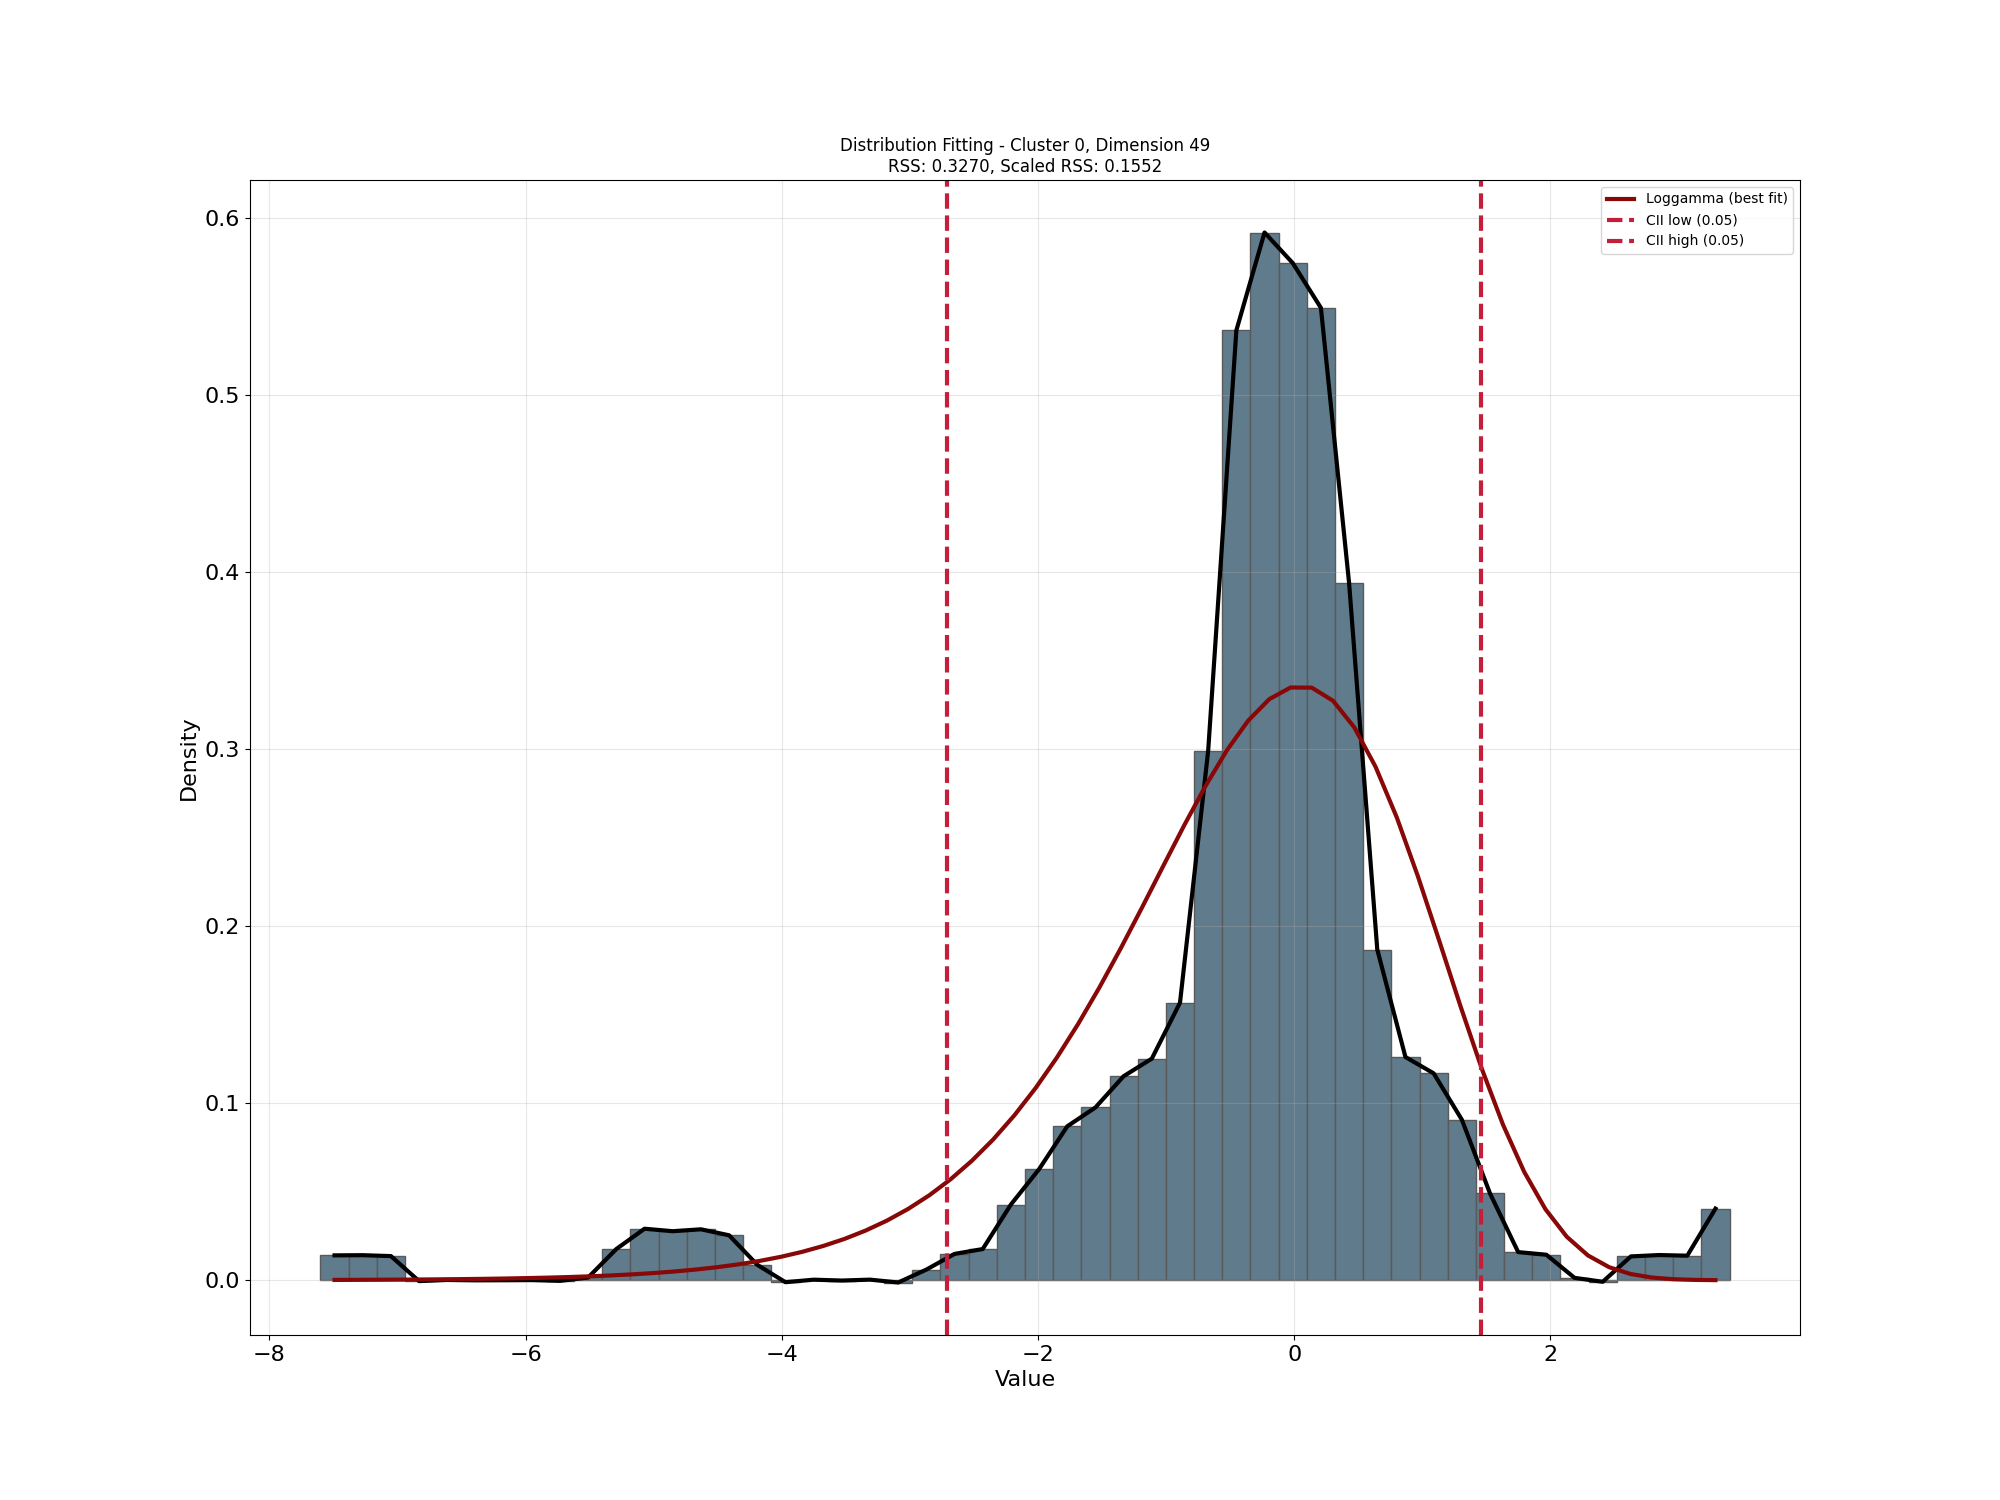 Distribution Fitting - Cluster 0, Dimension 49
RSS: 0.3270, Scaled RSS: 0.1552
Loggamma (best fit)
CII low (0.05)
CII high (0.05)
0.6
0.5
0.4
0.3
0.2
0.1
0.0
Density
−8 −6 −4 −2 0 2
Value